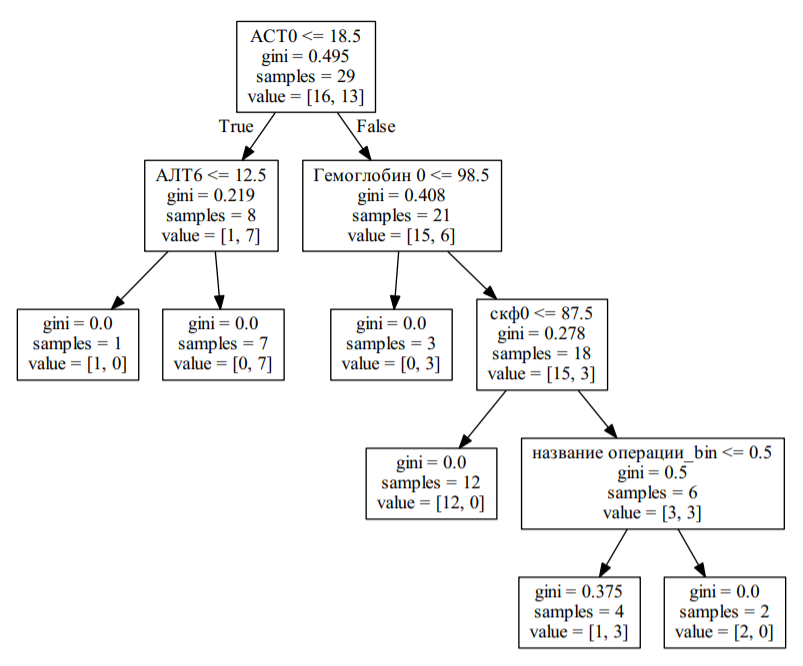 АСТ0 <= 18.5
gini = 0.495
samples = 29
value = [16, 13]
True
False
АЛТ6 <= 12.5
gini = 0.219
samples = 8
value = [1, 7]
Гемоглобин 0 <= 98.5
gini = 0.408
samples = 21
value = [15, 6]
gini = 0.0
samples = 1
value = [1, 0]
gini = 0.0
samples = 7
value = [0, 7]
gini = 0.0
samples = 3
value = [0, 3]
скф0 <= 87.5
gini = 0.278
samples = 18
value = [15, 3]
gini = 0.0
samples = 12
value = [12, 0]
название операции_bin <= 0.5
gini = 0.5
samples = 6
value = [3, 3]
gini = 0.375
samples = 4
value = [1, 3]
gini = 0.0
samples = 2
value = [2, 0]